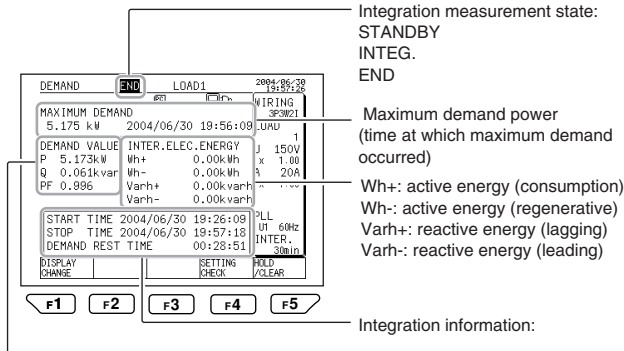 Integration measurement state:
STANDBY
INTEG.
END
DEMAND END LOAD1 2004/06/30
19:57:26
WIRING
3P3W2I
MAXIMUM DEMAND
5.175 kW 2004/06/30 19:56:09
LOAD
1
DEMAND VALUE
P 5.173kW
Q 0.061kvar
PF 0.996
INTER.ELEC.ENERGY
Wh+ 0.00kWh
Wh- 0.00kWh
Varh+ 0.00kvarh
Varh- 0.00kvarh
U 150V
x 1.00
A 20A
x 1.00
PLL
U1 60Hz
INTER.
30min
START TIME 2004/06/30 19:26:09
STOP TIME 2004/06/30 19:57:18
DEMAND REST TIME 00:28:51
DISPLAY
CHANGE
SETTING
CHECK
HOLD
/CLEAR
F1 F2 F3 F4 F5
Maximum demand power
(time at which maximum demand
occurred)
Wh+: active energy (consumption)
Wh-: active energy (regenerative)
Varh+: reactive energy (lagging)
Varh-: reactive energy (leading)
Integration information: